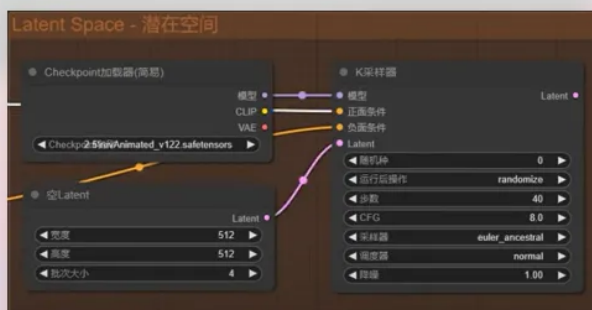 Latent Space - 潜在空间
Checkpoint加载器(简易)
模型
CLIP
VAE
2.5D\revAnimated_v122.safetensors
空Latent
Latent
宽度 512
高度 512
批次大小 4
K采样器
模型 Latent
正面条件
负面条件
Latent
随机种 0
运行后操作 randomize
步数 40
CFG 8.0
采样器 euler_ancestral
调度器 normal
降噪 1.00